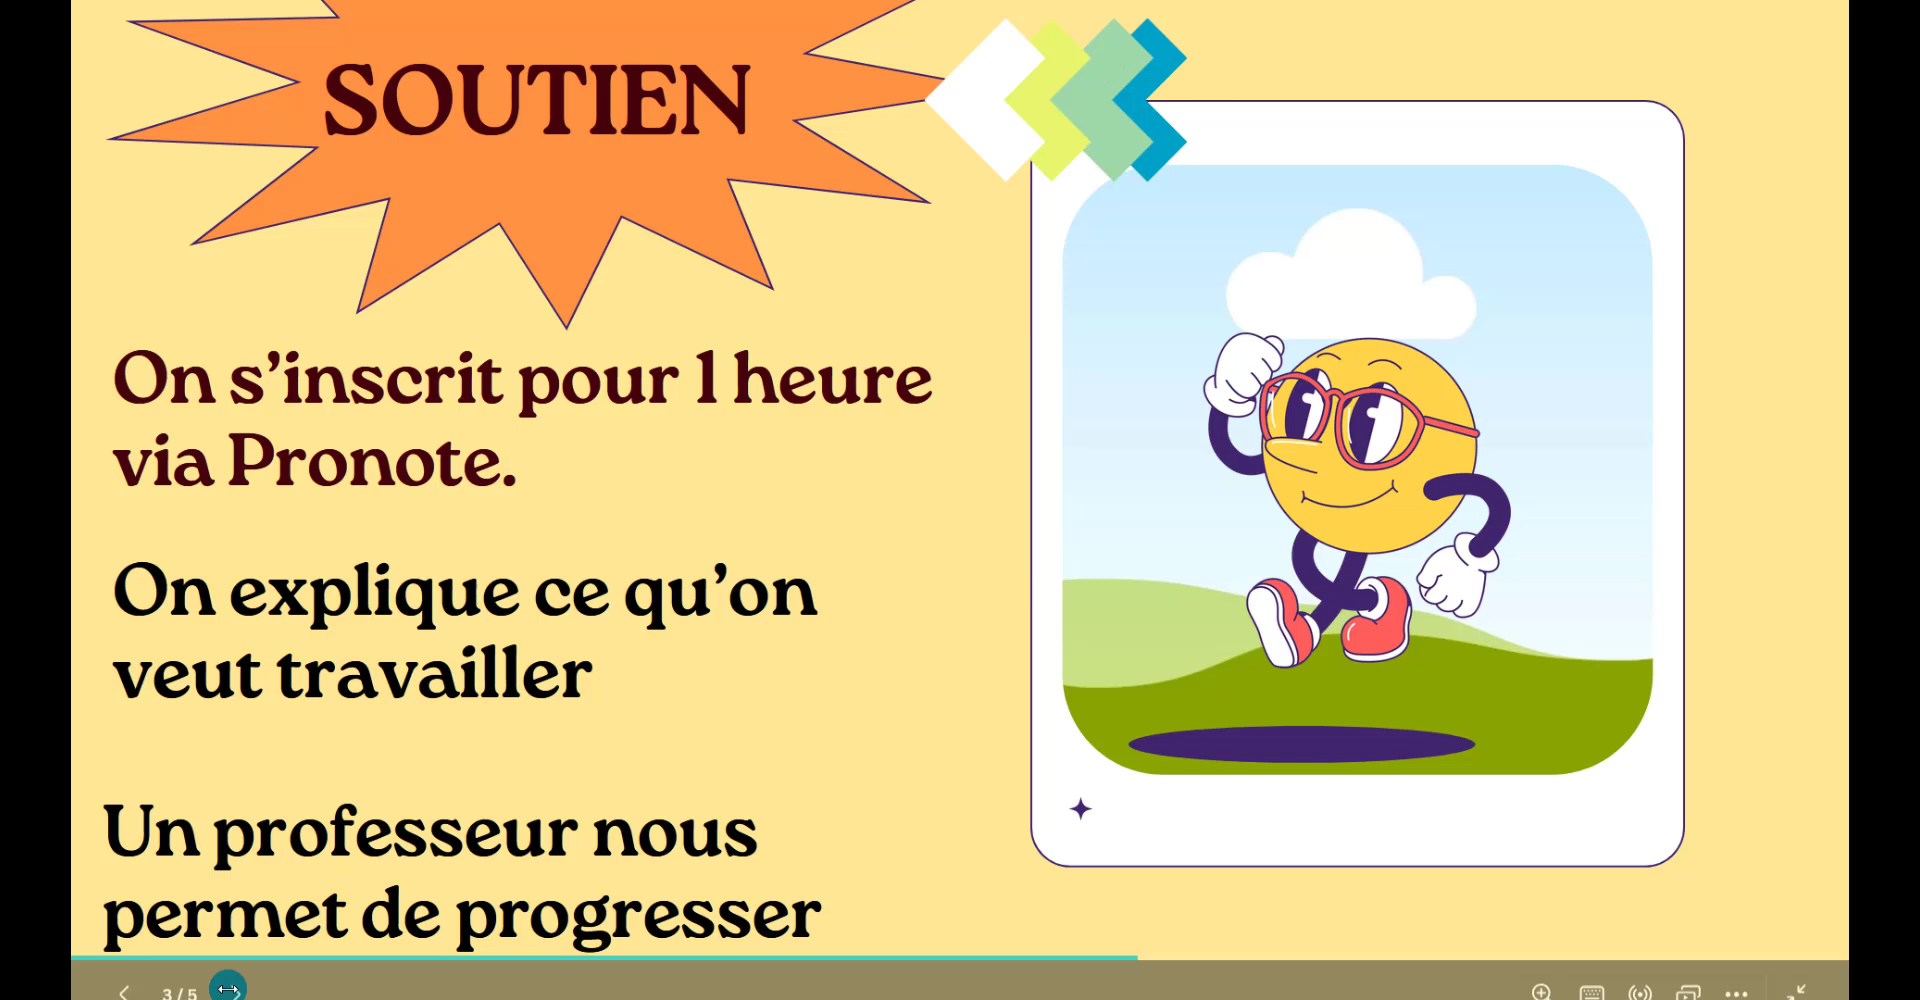 SOUTIEN
On s’inscrit pour 1 heure
via Pronote.
On explique ce qu’on
veut travailler
Un professeur nous
permet de progresser
3 / 5